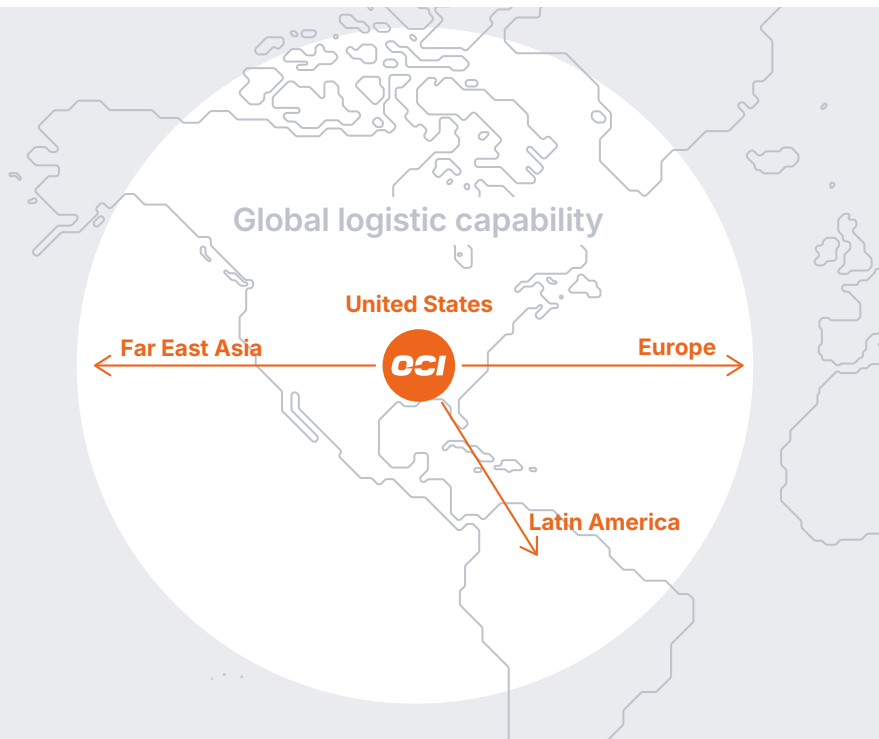 Global logistic capability
United States
Far East Asia
OCI
Europe
Latin America